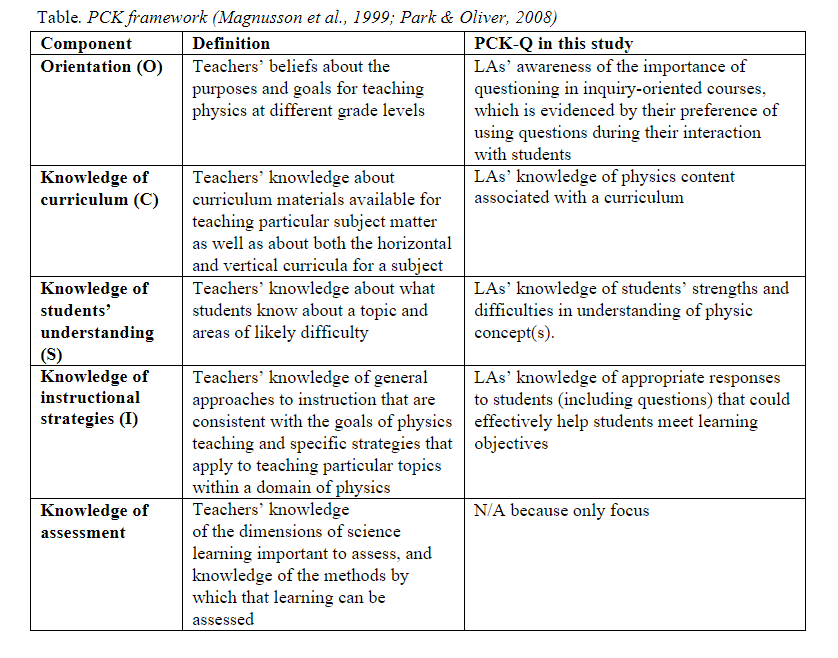 Table. PCK framework (Magnusson et al., 1999; Park & Oliver, 2008)
Component
Definition
PCK-Q in this study
Orientation (O)
Teachers’ beliefs about the
purposes and goals for teaching
physics at different grade levels
LAs’ awareness of the importance of
questioning in inquiry-oriented courses,
which is evidenced by their preference of
using questions during their interaction
with students
Knowledge of
curriculum (C)
Teachers’ knowledge about
curriculum materials available for
teaching particular subject matter
as well as about both the horizontal
and vertical curricula for a subject
LAs’ knowledge of physics content
associated with a curriculum
Knowledge of
students’
understanding
(S)
Teachers’ knowledge about what
students know about a topic and
areas of likely difficulty
LAs’ knowledge of students’ strengths and
difficulties in understanding of physic
concept(s).
Knowledge of
instructional
strategies (I)
Teachers’ knowledge of general
approaches to instruction that are
consistent with the goals of physics
teaching and specific strategies that
apply to teaching particular topics
within a domain of physics
LAs’ knowledge of appropriate responses
to students (including questions) that could
effectively help students meet learning
objectives
Knowledge of
assessment
Teachers’ knowledge
of the dimensions of science
learning important to assess, and
knowledge of the methods by
which that learning can be
assessed
N/A because only focus